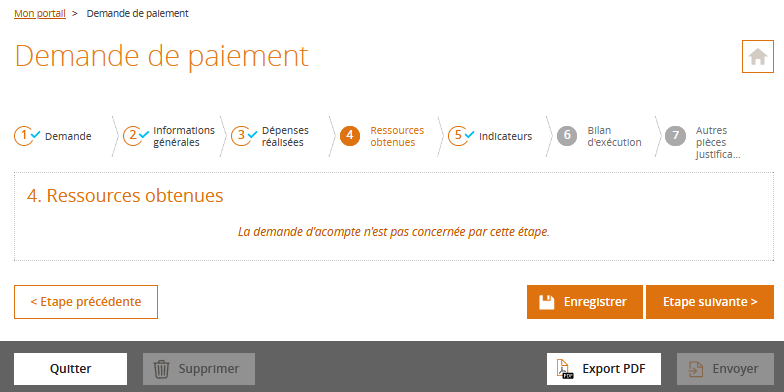 Mon portail > Demande de paiement
Demande de paiement
1 Demande
2 Informations
générales
3 Dépenses
réalisées
4 Ressources
obtenues
5 Indicateurs
6 Bilan
d'exécution
7 Autres
pièces
justifica...
4. Ressources obtenues
La demande d'acompte n'est pas concernée par cette étape.
< Etape précédente
Enregistrer
Etape suivante >
Quitter
Supprimer
Export PDF
Envoyer